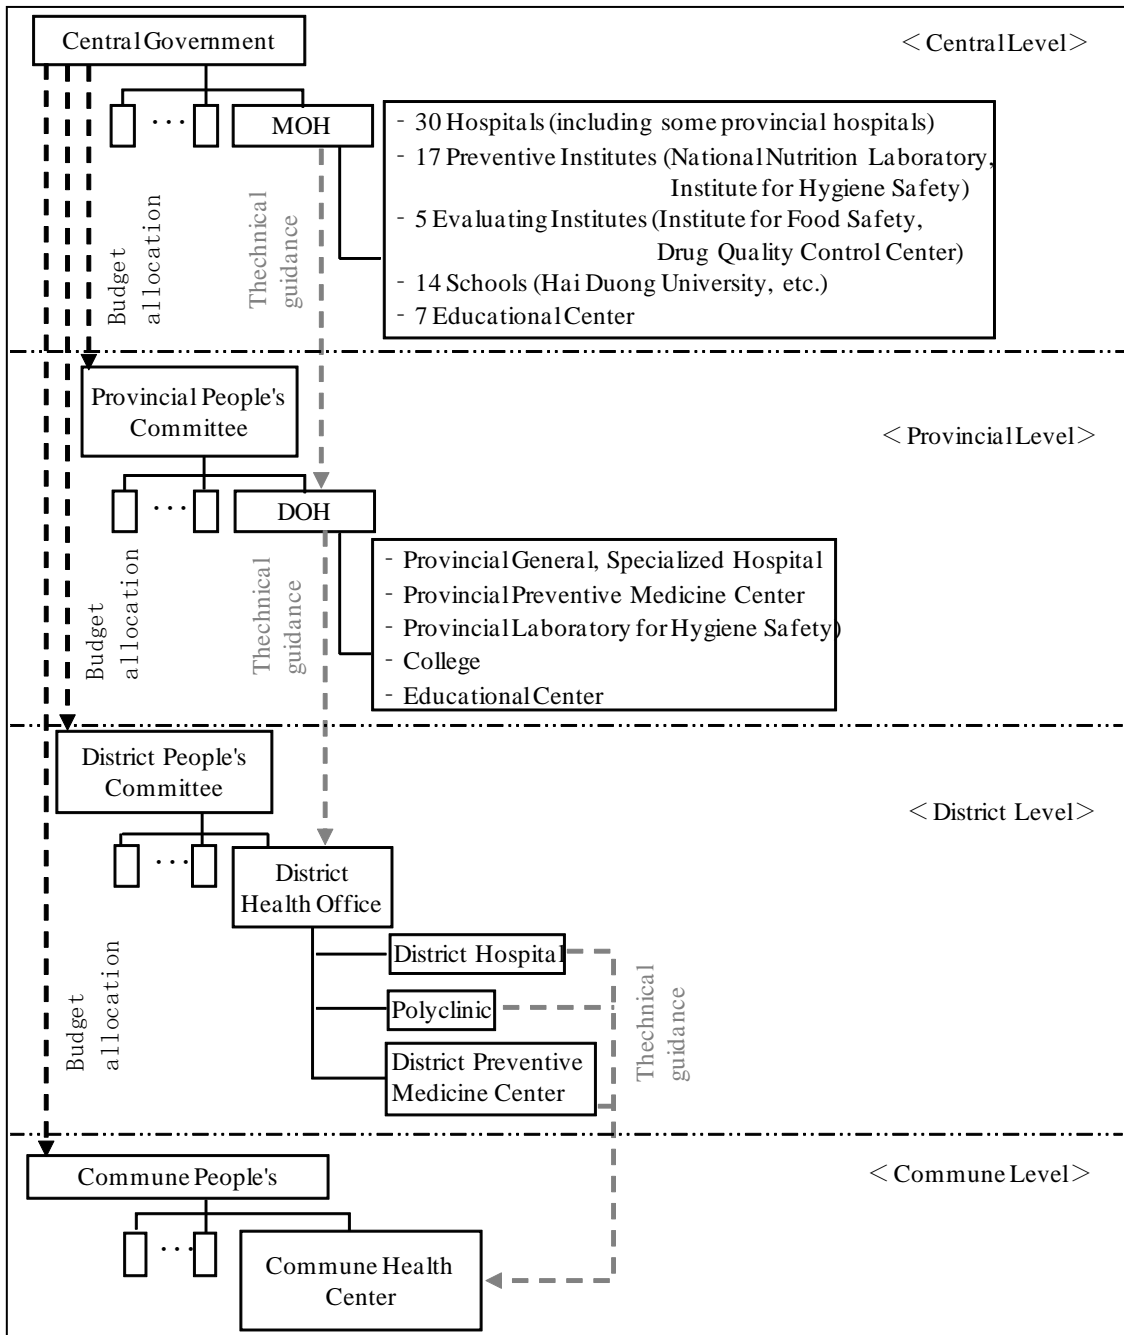 Central Government
＜Central Level＞
･･･
MOH
- 30 Hospitals (including some provincial hospitals)
- 17 Preventive Institutes (National Nutrition Laboratory,
Institute for Hygiene Safety)
- 5 Evaluating Institutes (Institute for Food Safety,
Drug Quality Control Center)
- 14 Schools (Hai Duong University, etc.)
- 7 Educational Center
Budget
allocation
Thechnical
guidance
Provincial People's
Committee
＜Provincial Level＞
･･･
DOH
- Provincial General, Specialized Hospital
- Provincial Preventive Medicine Center
- Provincial Laboratory for Hygiene Safety)
- College
- Educational Center
Budget
allocation
Thechnical
guidance
District People's
Committee
＜District Level＞
･･･
District
Health Office
District Hospital
Polyclinic
District Preventive
Medicine Center
Budget
allocation
Thechnical
guidance
Commune People's
＜Commune Level＞
･･･
Commune Health
Center